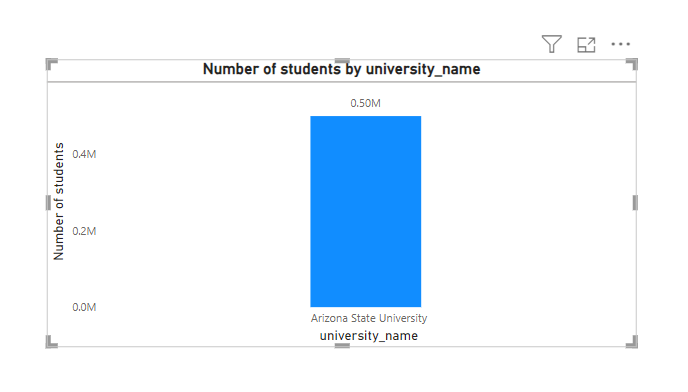 Number of students by university_name
0.50M
Number of students
0.4M
0.2M
0.0M
Arizona State University
university_name